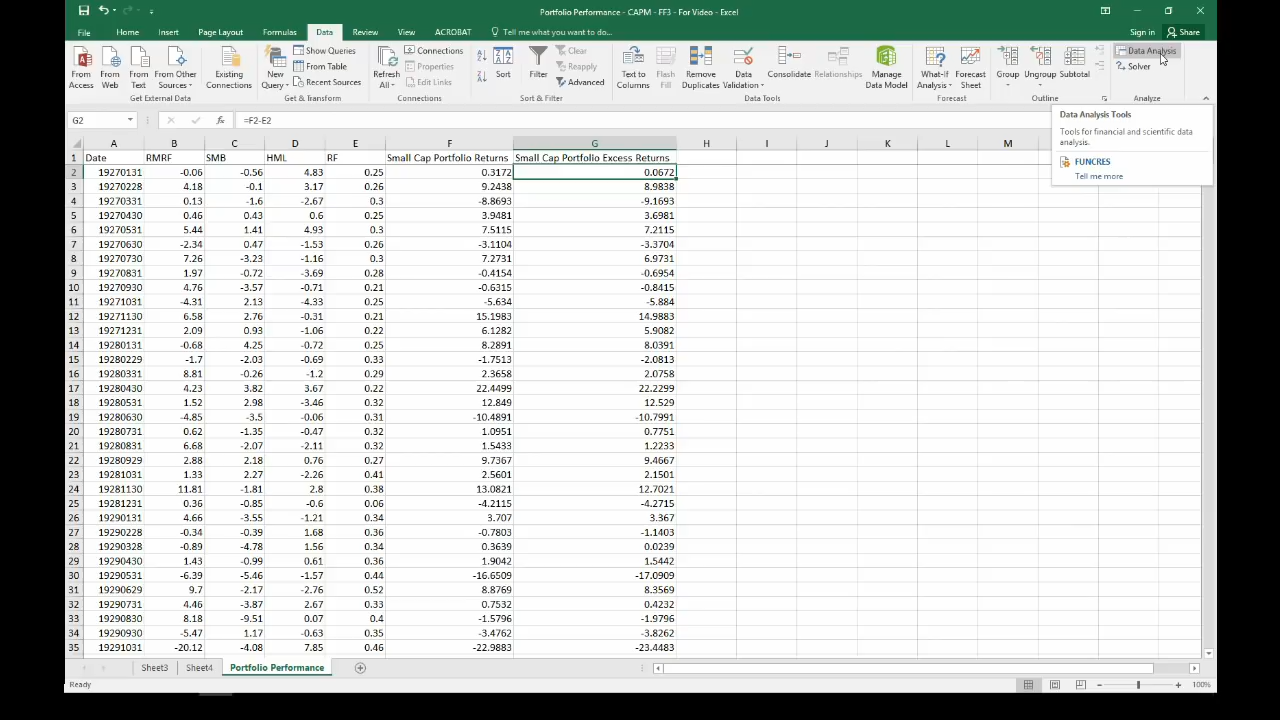 Portfolio Performance - CAPM - FF3 - For Video - Excel
File Home Insert Page Layout Formulas Data Review View ACROBAT Tell me what you want to do... Sign in Share
From Access From Web From Text From Other Sources Existing Connections New Query Show Queries From Table Recent Sources Refresh All Connections Properties Edit Links Sort Filter Clear Reapply Advanced Text to Columns Flash Fill Remove Duplicates Data Validation Consolidate Relationships Manage Data Model What-If Analysis Forecast Sheet Group Ungroup Subtotal Data Analysis Solver
Get External Data Get & Transform Connections Sort & Filter Data Tools Forecast Outline Analyze
G2 fx =F2-E2
Data Analysis Tools
Tools for financial and scientific data
analysis.
FUNCRES
Tell me more
A B C D E F G H I J K L M
1 Date RMRF SMB HML RF Small Cap Portfolio Returns Small Cap Portfolio Excess Returns
2 19270131 -0.06 -0.56 4.83 0.25 0.3172 0.0672
3 19270228 4.18 -0.1 3.17 0.26 9.2438 8.9838
4 19270331 0.13 -1.6 -2.67 0.3 -8.8693 -9.1693
5 19270430 0.46 0.43 0.6 0.25 3.9481 3.6981
6 19270531 5.44 1.41 4.93 0.3 7.5115 7.2115
7 19270630 -2.34 0.47 -1.53 0.26 -3.1104 -3.3704
8 19270730 7.26 -3.23 -1.16 0.3 7.2731 6.9731
9 19270831 1.97 -0.72 -3.69 0.28 -0.4154 -0.6954
10 19270930 4.76 -3.57 -0.71 0.21 -0.6315 -0.8415
11 19271031 -4.31 2.13 -4.33 0.25 -5.634 -5.884
12 19271130 6.58 2.76 -0.31 0.21 15.1983 14.9883
13 19271231 2.09 0.93 -1.06 0.22 6.1282 5.9082
14 19280131 -0.68 4.25 -0.72 0.25 8.2891 8.0391
15 19280229 -1.7 -2.03 -0.69 0.33 -1.7513 -2.0813
16 19280331 8.81 -0.26 -1.2 0.29 2.3658 2.0758
17 19280430 4.23 3.82 3.67 0.22 22.4499 22.2299
18 19280531 1.52 2.98 -3.46 0.32 12.849 12.529
19 19280630 -4.85 -3.5 -0.06 0.31 -10.4891 -10.7991
20 19280731 0.62 -1.35 -0.47 0.32 1.0951 0.7751
21 19280831 6.68 -2.07 -2.11 0.32 1.5433 1.2233
22 19280929 2.88 2.18 0.76 0.27 9.7367 9.4667
23 19281031 1.33 2.27 -2.26 0.41 2.5601 2.1501
24 19281130 11.81 -1.81 2.8 0.38 13.0821 12.7021
25 19281231 0.36 -0.85 -0.6 0.06 -4.2115 -4.2715
26 19290131 4.66 -3.55 -1.21 0.34 3.707 3.367
27 19290228 -0.34 -0.39 1.68 0.36 -0.7803 -1.1403
28 19290328 -0.89 -4.78 1.56 0.34 0.3639 0.0239
29 19290430 1.43 -0.99 0.61 0.36 1.9042 1.5442
30 19290531 -6.39 -5.46 -1.57 0.44 -16.6509 -17.0909
31 19290629 9.7 -2.17 -2.76 0.52 8.8769 8.3569
32 19290731 4.46 -3.87 2.67 0.33 0.7532 0.4232
33 19290830 8.18 -9.51 0.07 0.4 -1.5796 -1.9796
34 19290930 -5.47 1.17 -0.63 0.35 -3.4762 -3.8262
35 19291031 -20.12 -4.08 7.85 0.46 -22.9883 -23.4483
Sheet3 Sheet4 Portfolio Performance
Ready 100%